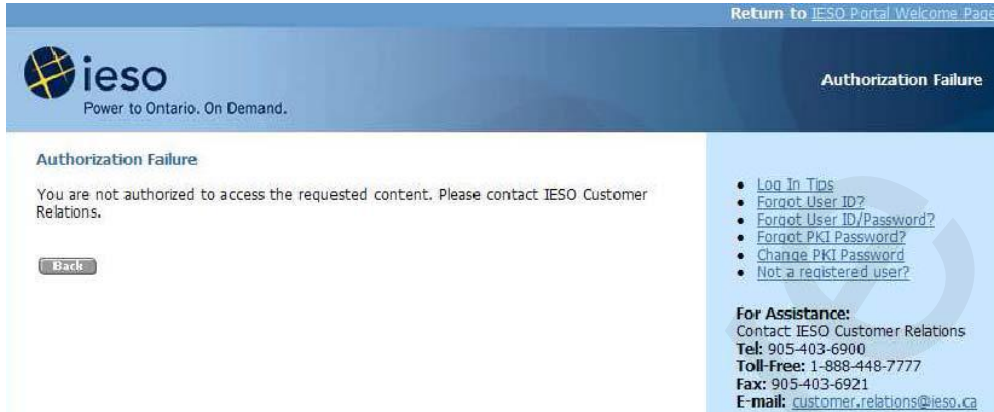 Return to IESO Portal Welcome Page
ieso
Power to Ontario. On Demand.
Authorization Failure
Authorization Failure
You are not authorized to access the requested content. Please contact IESO Customer
Relations.
Back
Log In Tips
Forgot User ID?
Forgot User ID/Password?
Forgot PKI Password?
Change PKI Password
Not a registered user?
For Assistance:
Contact IESO Customer Relations
Tel: 905-403-6900
Toll-Free: 1-888-448-7777
Fax: 905-403-6921
E-mail: customer.relations@ieso.ca